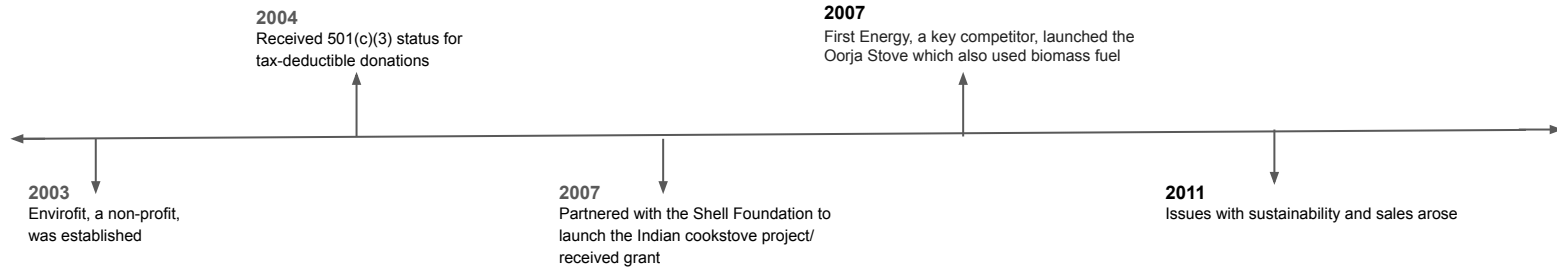 2004
Received 501(c)(3) status for
tax-deductible donations
2007
First Energy, a key competitor, launched the
Oorja Stove which also used biomass fuel
2003
Envirofit, a non-profit,
was established
2007
Partnered with the Shell Foundation to
launch the Indian cookstove project/
received grant
2011
Issues with sustainability and sales arose